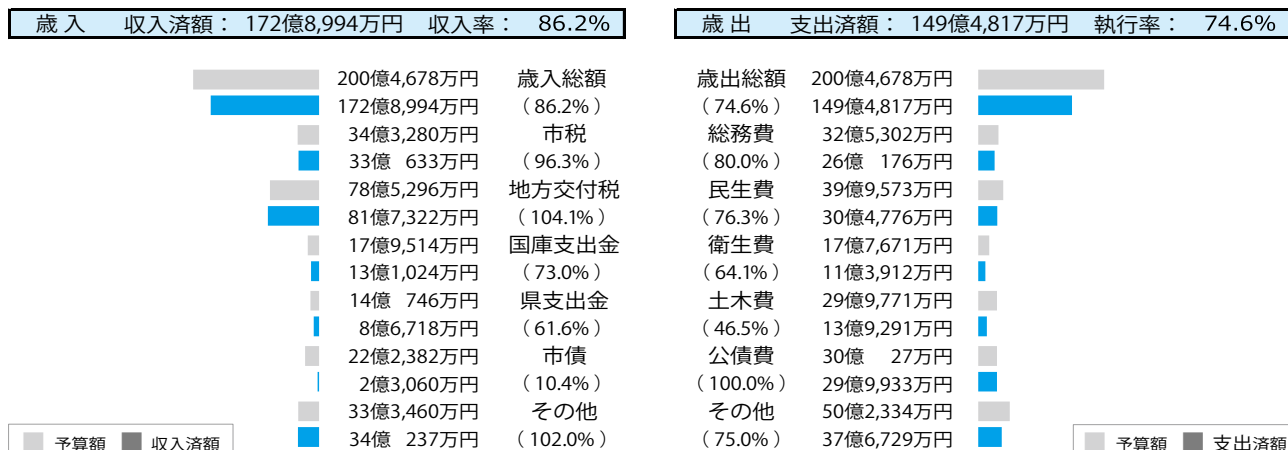 歳入 収入済額： 172億8,994万円 収入率： 86.2%
歳出 支出済額： 149億4,817万円 執行率： 74.6%
200億4,678万円 歳入総額
172億8,994万円 （86.2%）
34億3,280万円 市税
33億 633万円 （96.3%）
78億5,296万円 地方交付税
81億7,322万円 （104.1%）
17億9,514万円 国庫支出金
13億1,024万円 （73.0%）
14億 746万円 県支出金
8億6,718万円 （61.6%）
22億2,382万円 市債
2億3,060万円 （10.4%）
33億3,460万円 その他
34億 237万円 （102.0%）
予算額 収入済額
歳出総額 200億4,678万円
（74.6%） 149億4,817万円
総務費 32億5,302万円
（80.0%） 26億 176万円
民生費 39億9,573万円
（76.3%） 30億4,776万円
衛生費 17億7,671万円
（64.1%） 11億3,912万円
土木費 29億9,771万円
（46.5%） 13億9,291万円
公債費 30億 27万円
（100.0%） 29億9,933万円
その他 50億2,334万円
（75.0%） 37億6,729万円
予算額 支出済額